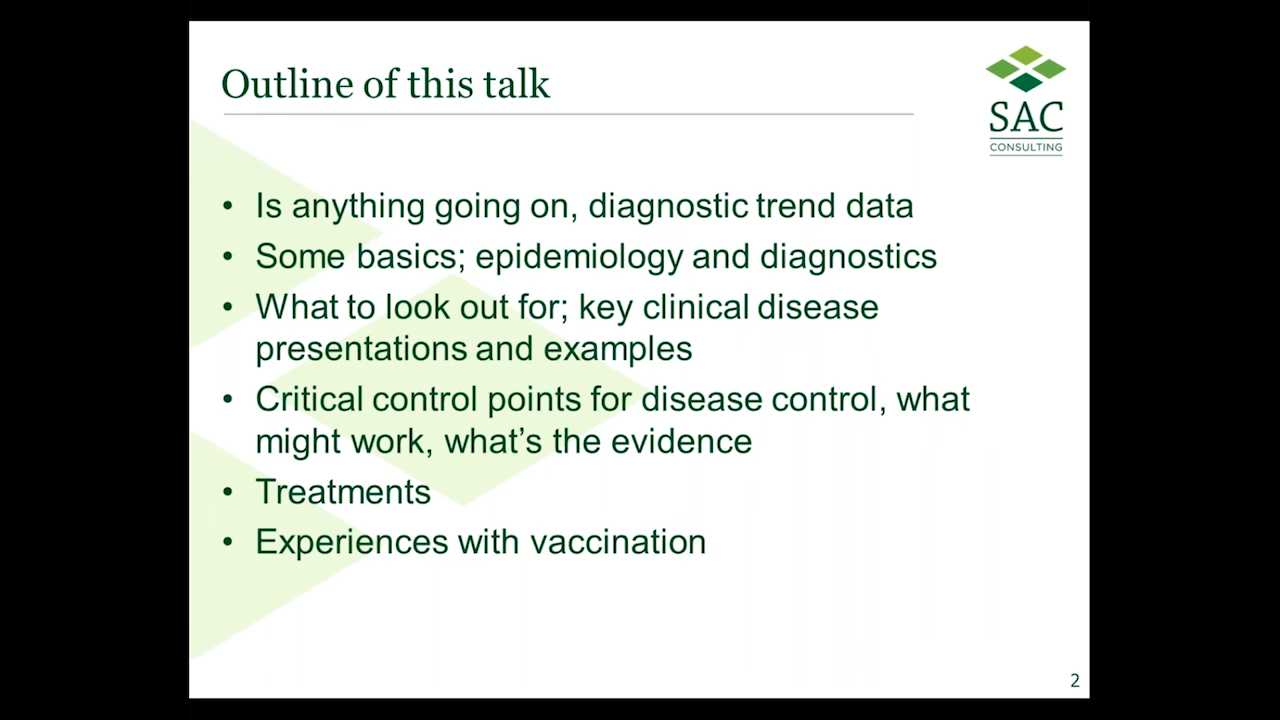 Outline of this talk
SAC
CONSULTING
• Is anything going on, diagnostic trend data
• Some basics; epidemiology and diagnostics
• What to look out for; key clinical disease
presentations and examples
• Critical control points for disease control, what
might work, what’s the evidence
• Treatments
• Experiences with vaccination
2